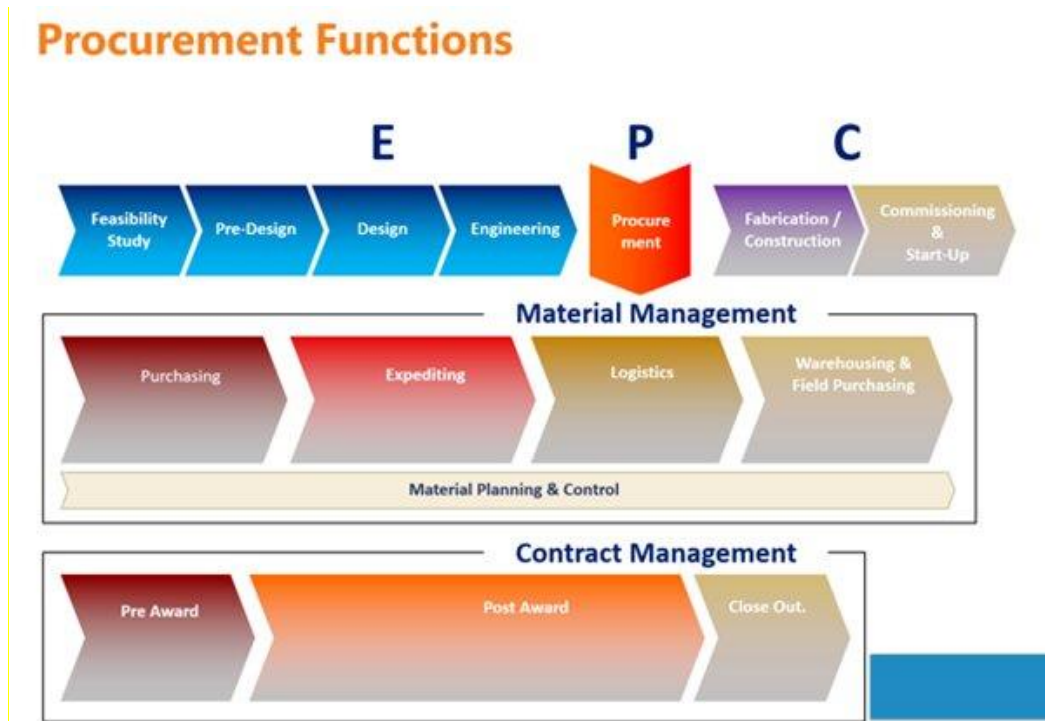 Procurement Functions
E
P
C
Feasibility
Study
Pre-Design
Design
Engineering
Procure
ment
Fabrication /
Construction
Commissioning
&
Start-Up
Material Management
Purchasing
Expediting
Logistics
Warehousing &
Field Purchasing
Material Planning & Control
Contract Management
Pre Award
Post Award
Close Out.